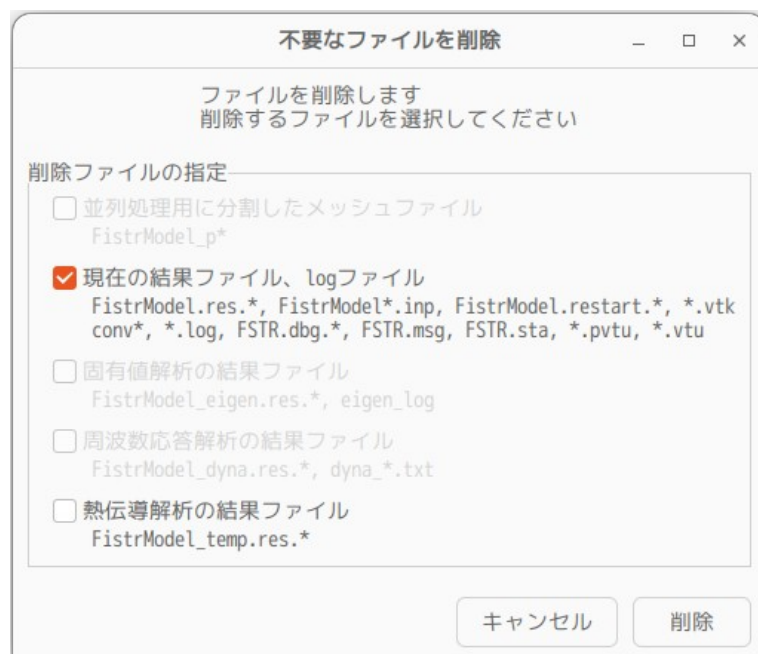 不要なファイルを削除
ファイルを削除します
削除するファイルを選択してください
削除ファイルの指定
並列処理用に分割したメッシュファイル
FistrModel_p*
現在の結果ファイル、logファイル
FistrModel.res.*, FistrModel*.inp, FistrModel.restart.*, *.vtk
conv*, *.log, FSTR.dbg.*, FSTR.msg, FSTR.sta, *.pvtu, *.vtu
固有値解析の結果ファイル
FistrModel_eigen.res.*, eigen_log
周波数応答解析の結果ファイル
FistrModel_dyna.res.*, dyna_*.txt
熱伝導解析の結果ファイル
FistrModel_temp.res.*
キャンセル 削除